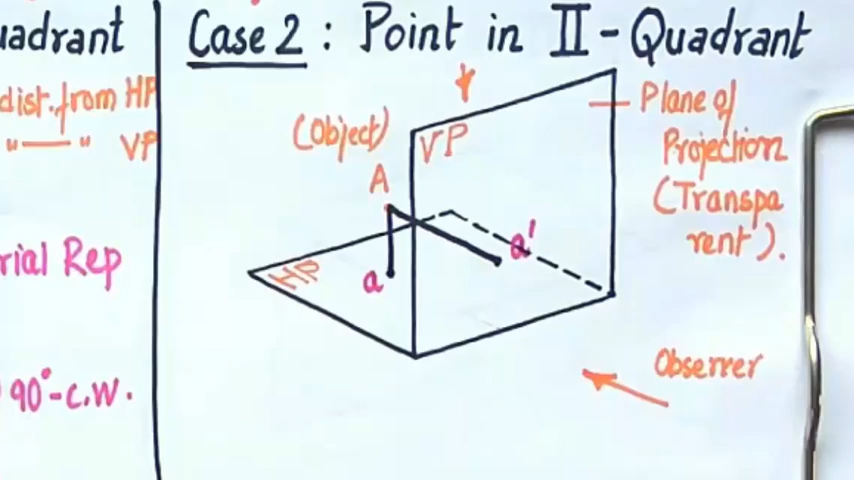 uadrant
dist. from HP
"—" VP
rial Rep
90°-C.W.
Case 2 : Point in II - Quadrant
(Object)
A
VP
HP
a
a'
Plane of
Projection
(Transpa
rent).
Observer